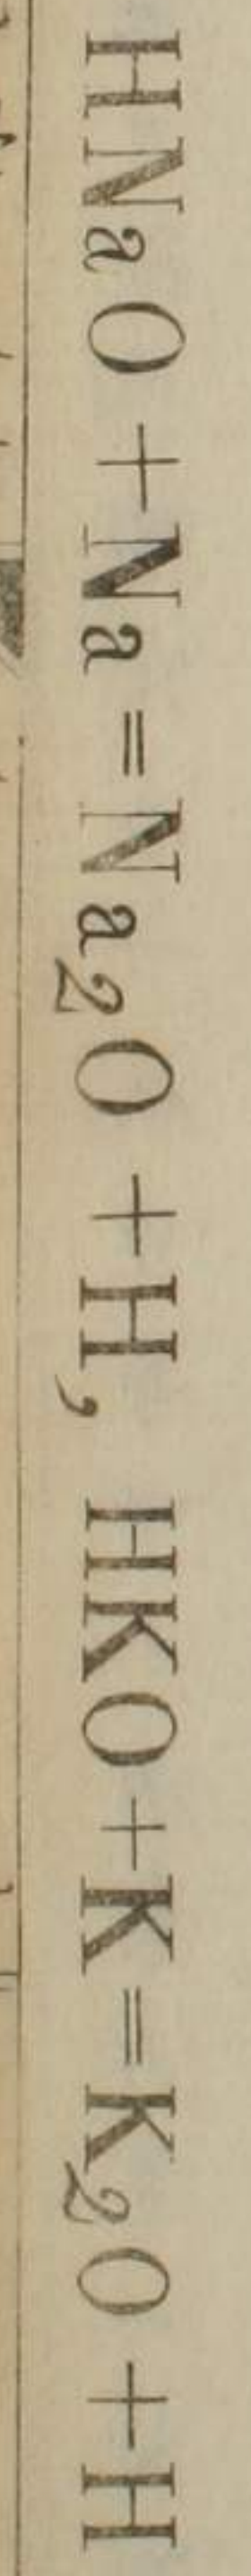 HNaO + Na = Na₂O + H, HKO + K = K₂O + H